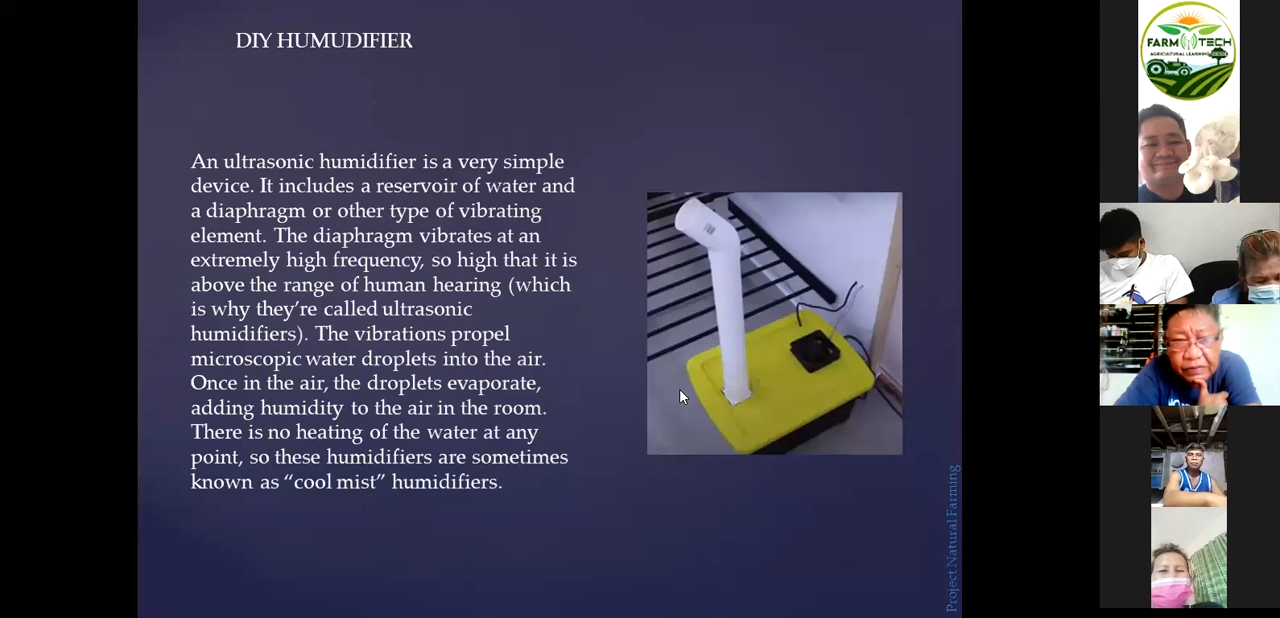 DIY HUMUDIFIER
An ultrasonic humidifier is a very simple
device. It includes a reservoir of water and
a diaphragm or other type of vibrating
element. The diaphragm vibrates at an
extremely high frequency, so high that it is
above the range of human hearing (which
is why they’re called ultrasonic
humidifiers). The vibrations propel
microscopic water droplets into the air.
Once in the air, the droplets evaporate,
adding humidity to the air in the room.
There is no heating of the water at any
point, so these humidifiers are sometimes
known as “cool mist” humidifiers.
Project Natural Farming
FARM TECH
AGRICULTURAL LEARNING